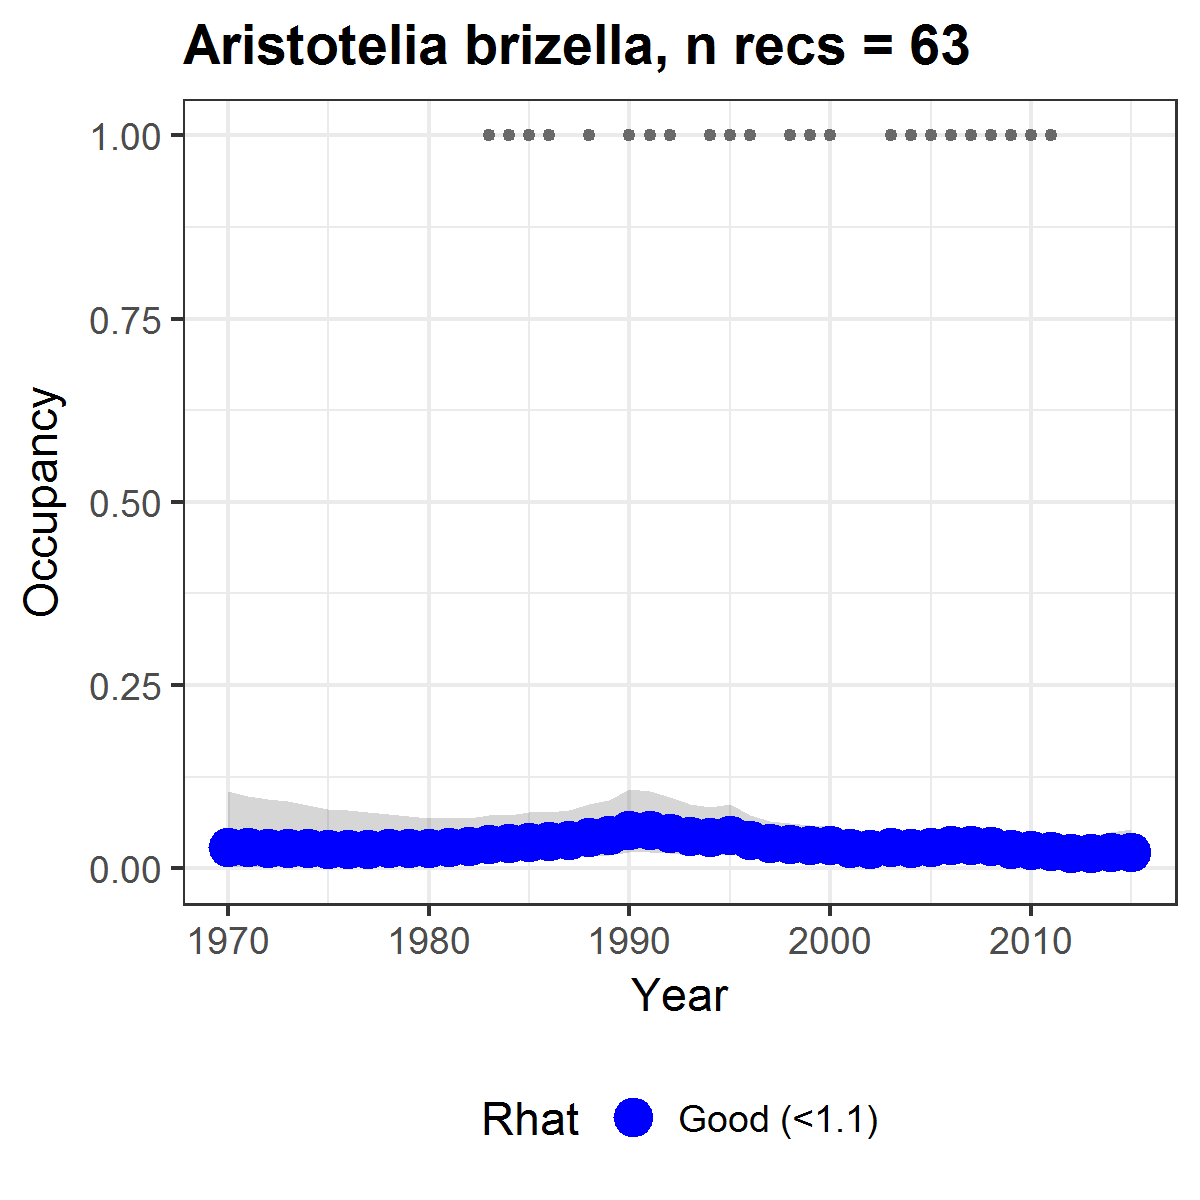 Aristotelia brizella, n recs = 63
1.00
0.75
0.50
0.25
0.00
Occupancy
1970 1980 1990 2000 2010
Year
Rhat Good (<1.1)